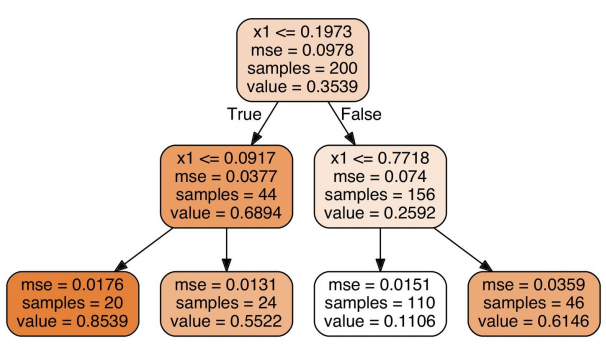 x1 <= 0.1973
mse = 0.0978
samples = 200
value = 0.3539
True
False
x1 <= 0.0917
mse = 0.0377
samples = 44
value = 0.6894
x1 <= 0.7718
mse = 0.074
samples = 156
value = 0.2592
mse = 0.0176
samples = 20
value = 0.8539
mse = 0.0131
samples = 24
value = 0.5522
mse = 0.0151
samples = 110
value = 0.1106
mse = 0.0359
samples = 46
value = 0.6146